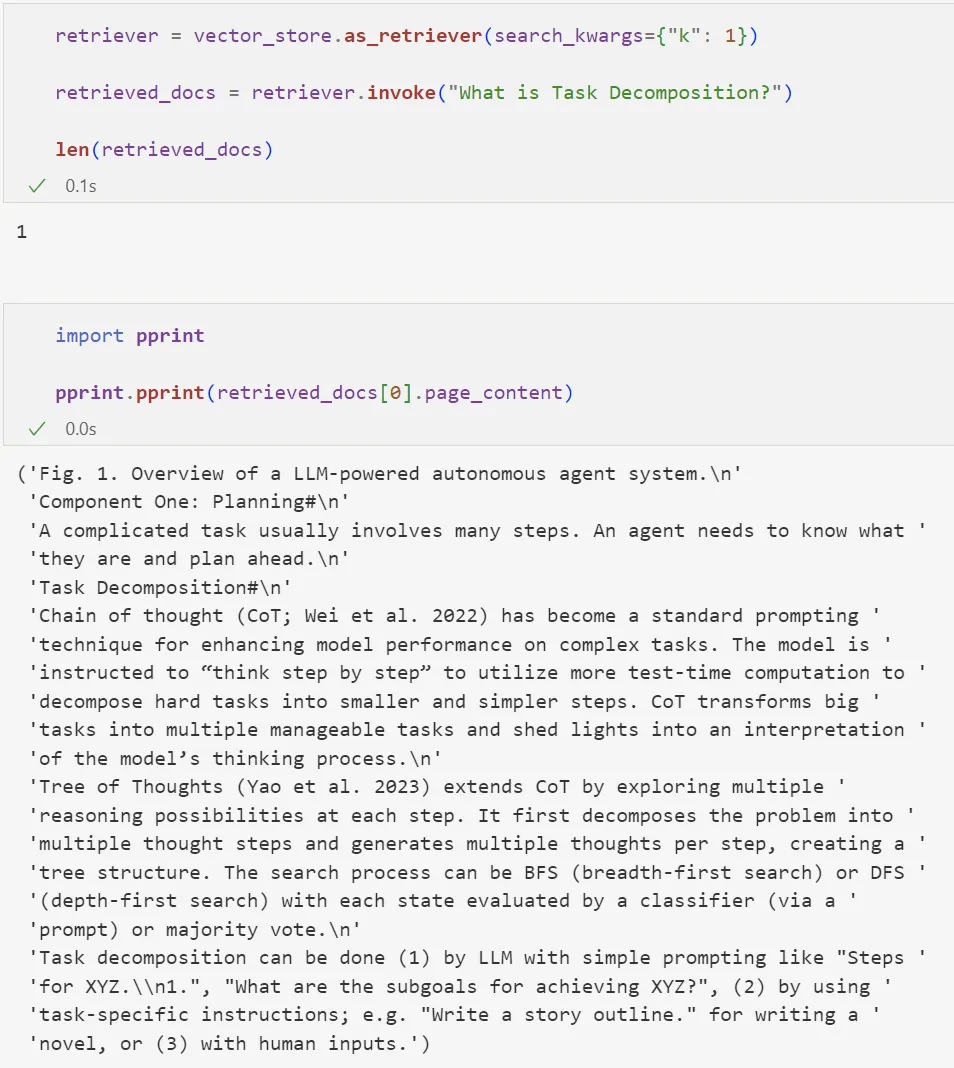 retriever = vector_store.as_retriever(search_kwargs={"k": 1})
retrieved_docs = retriever.invoke("What is Task Decomposition?")
len(retrieved_docs)
✓ 0.1s
1
import pprint
pprint.pprint(retrieved_docs[0].page_content)
✓ 0.0s
('Fig. 1. Overview of a LLM-powered autonomous agent system.\n'
'Component One: Planning#\n'
'A complicated task usually involves many steps. An agent needs to know what '
'they are and plan ahead.\n'
'Task Decomposition#\n'
'Chain of thought (CoT; Wei et al. 2022) has become a standard prompting '
'technique for enhancing model performance on complex tasks. The model is '
'instructed to “think step by step” to utilize more test-time computation to '
'decompose hard tasks into smaller and simpler steps. CoT transforms big '
'tasks into multiple manageable tasks and shed lights into an interpretation '
'of the model’s thinking process.\n'
'Tree of Thoughts (Yao et al. 2023) extends CoT by exploring multiple '
'reasoning possibilities at each step. It first decomposes the problem into '
'multiple thought steps and generates multiple thoughts per step, creating a '
'tree structure. The search process can be BFS (breadth-first search) or DFS '
'(depth-first search) with each state evaluated by a classifier (via a '
'prompt) or majority vote.\n'
'Task decomposition can be done (1) by LLM with simple prompting like "Steps '
'for XYZ.\\n1.", "What are the subgoals for achieving XYZ?", (2) by using '
'task-specific instructions; e.g. "Write a story outline." for writing a '
'novel, or (3) with human inputs.')